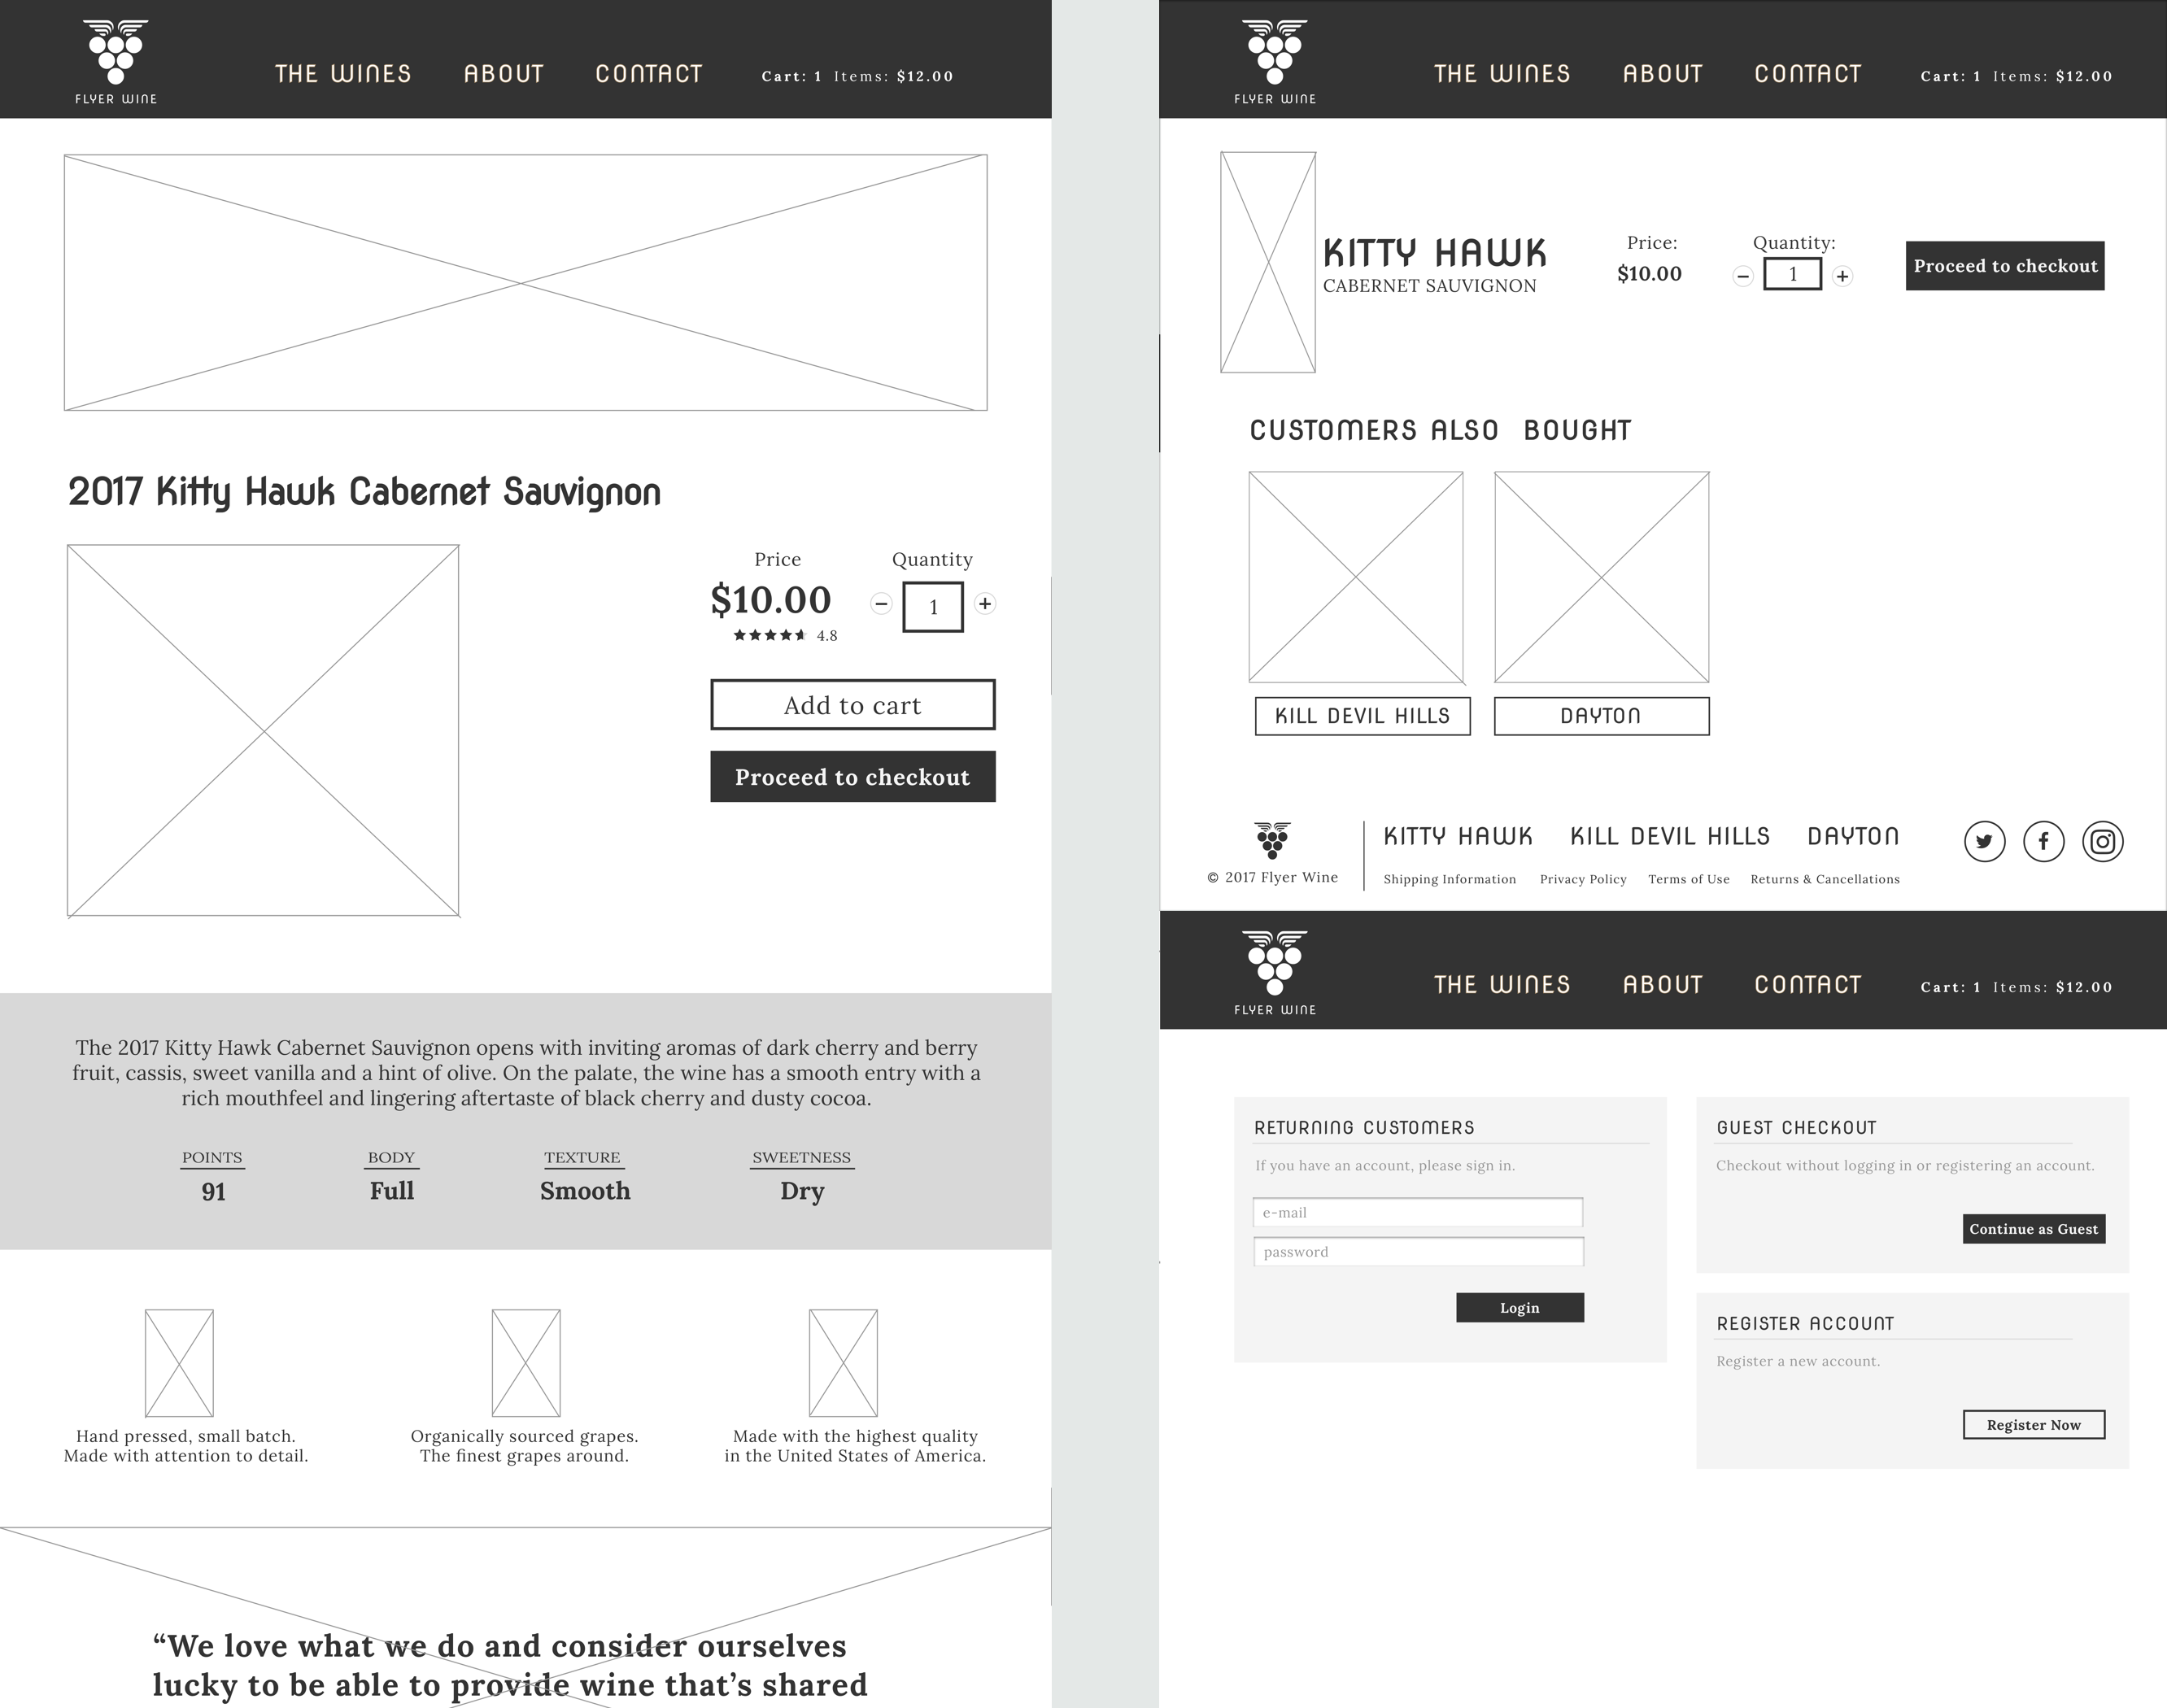 FLYER WINE
THE WINES ABOUT CONTACT Cart: 1 Items: $12.00
2017 Kitty Hawk Cabernet Sauvignon
Price Quantity
$10.00 1
4.8
Add to cart
Proceed to checkout
The 2017 Kitty Hawk Cabernet Sauvignon opens with inviting aromas of dark cherry and berry
fruit, cassis, sweet vanilla and a hint of olive. On the palate, the wine has a smooth entry with a
rich mouthfeel and lingering aftertaste of black cherry and dusty cocoa.
POINTS BODY TEXTURE SWEETNESS
91 Full Smooth Dry
Hand pressed, small batch.
Made with attention to detail.
Organically sourced grapes.
The finest grapes around.
Made with the highest quality
in the United States of America.
“We love what we do and consider ourselves
lucky to be able to provide wine that’s shared
FLYER WINE
THE WINES ABOUT CONTACT Cart: 1 Items: $12.00
KITTY HAWK
CABERNET SAUVIGNON
Price:
$10.00
Quantity:
1
Proceed to checkout
CUSTOMERS ALSO BOUGHT
KILL DEVIL HILLS DAYTON
© 2017 Flyer Wine
KITTY HAWK KILL DEVIL HILLS DAYTON
Shipping Information Privacy Policy Terms of Use Returns & Cancellations
FLYER WINE
THE WINES ABOUT CONTACT Cart: 1 Items: $12.00
RETURNING CUSTOMERS
If you have an account, please sign in.
e-mail
password
Login
GUEST CHECKOUT
Checkout without logging in or registering an account.
Continue as Guest
REGISTER ACCOUNT
Register a new account.
Register Now